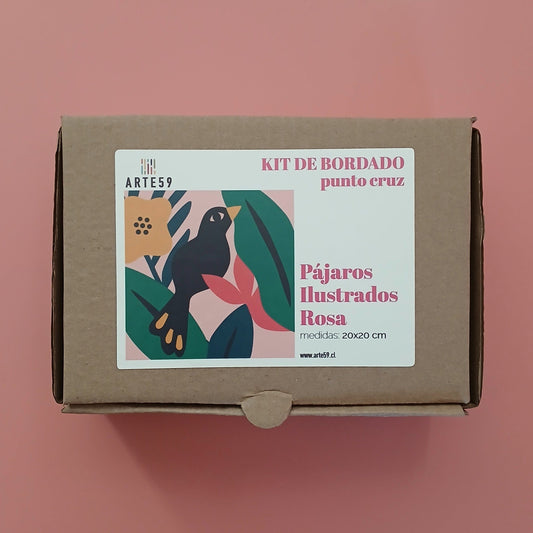 ARTE59
KIT DE BORDADO
punto cruz
Pájaros
Ilustrados
Rosa
medidas: 20x20 cm
www.arte59.cl